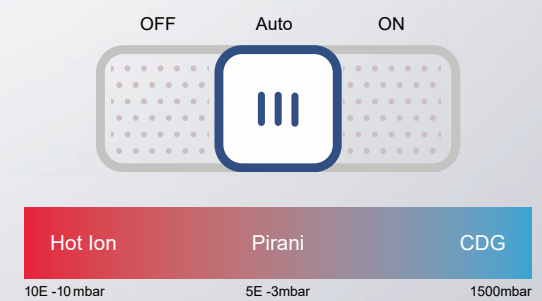 OFF Auto ON
Hot Ion Pirani CDG
10E -10 mbar 5E -3mbar 1500mbar